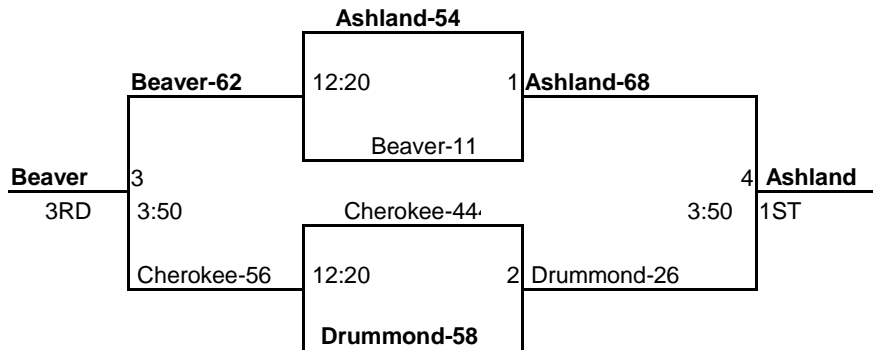 Ashland-54
Beaver-62
12:20 1
Ashland-68
Beaver-11
Beaver
3
4
Ashland
3RD
3:50
Cherokee-44
3:50
1ST
Cherokee-56
12:20 2
Drummond-26
Drummond-58